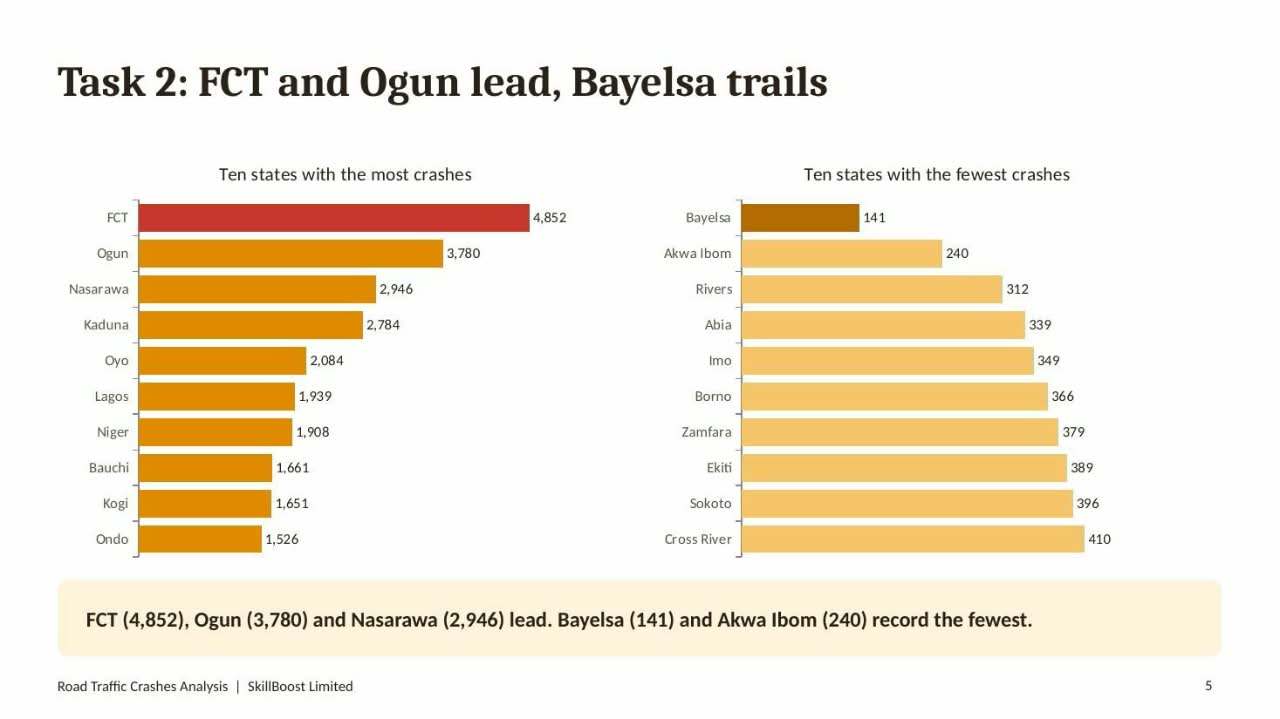 Task 2: FCT and Ogun lead, Bayelsa trails
Ten states with the most crashes
FCT 4,852
Ogun 3,780
Nasarawa 2,946
Kaduna 2,784
Oyo 2,084
Lagos 1,939
Niger 1,908
Bauchi 1,661
Kogi 1,651
Ondo 1,526
Ten states with the fewest crashes
Bayelsa 141
Akwa Ibom 240
Rivers 312
Abia 339
Imo 349
Borno 366
Zamfara 379
Ekiti 389
Sokoto 396
Cross River 410
FCT (4,852), Ogun (3,780) and Nasarawa (2,946) lead. Bayelsa (141) and Akwa Ibom (240) record the fewest.
Road Traffic Crashes Analysis | SkillBoost Limited
5